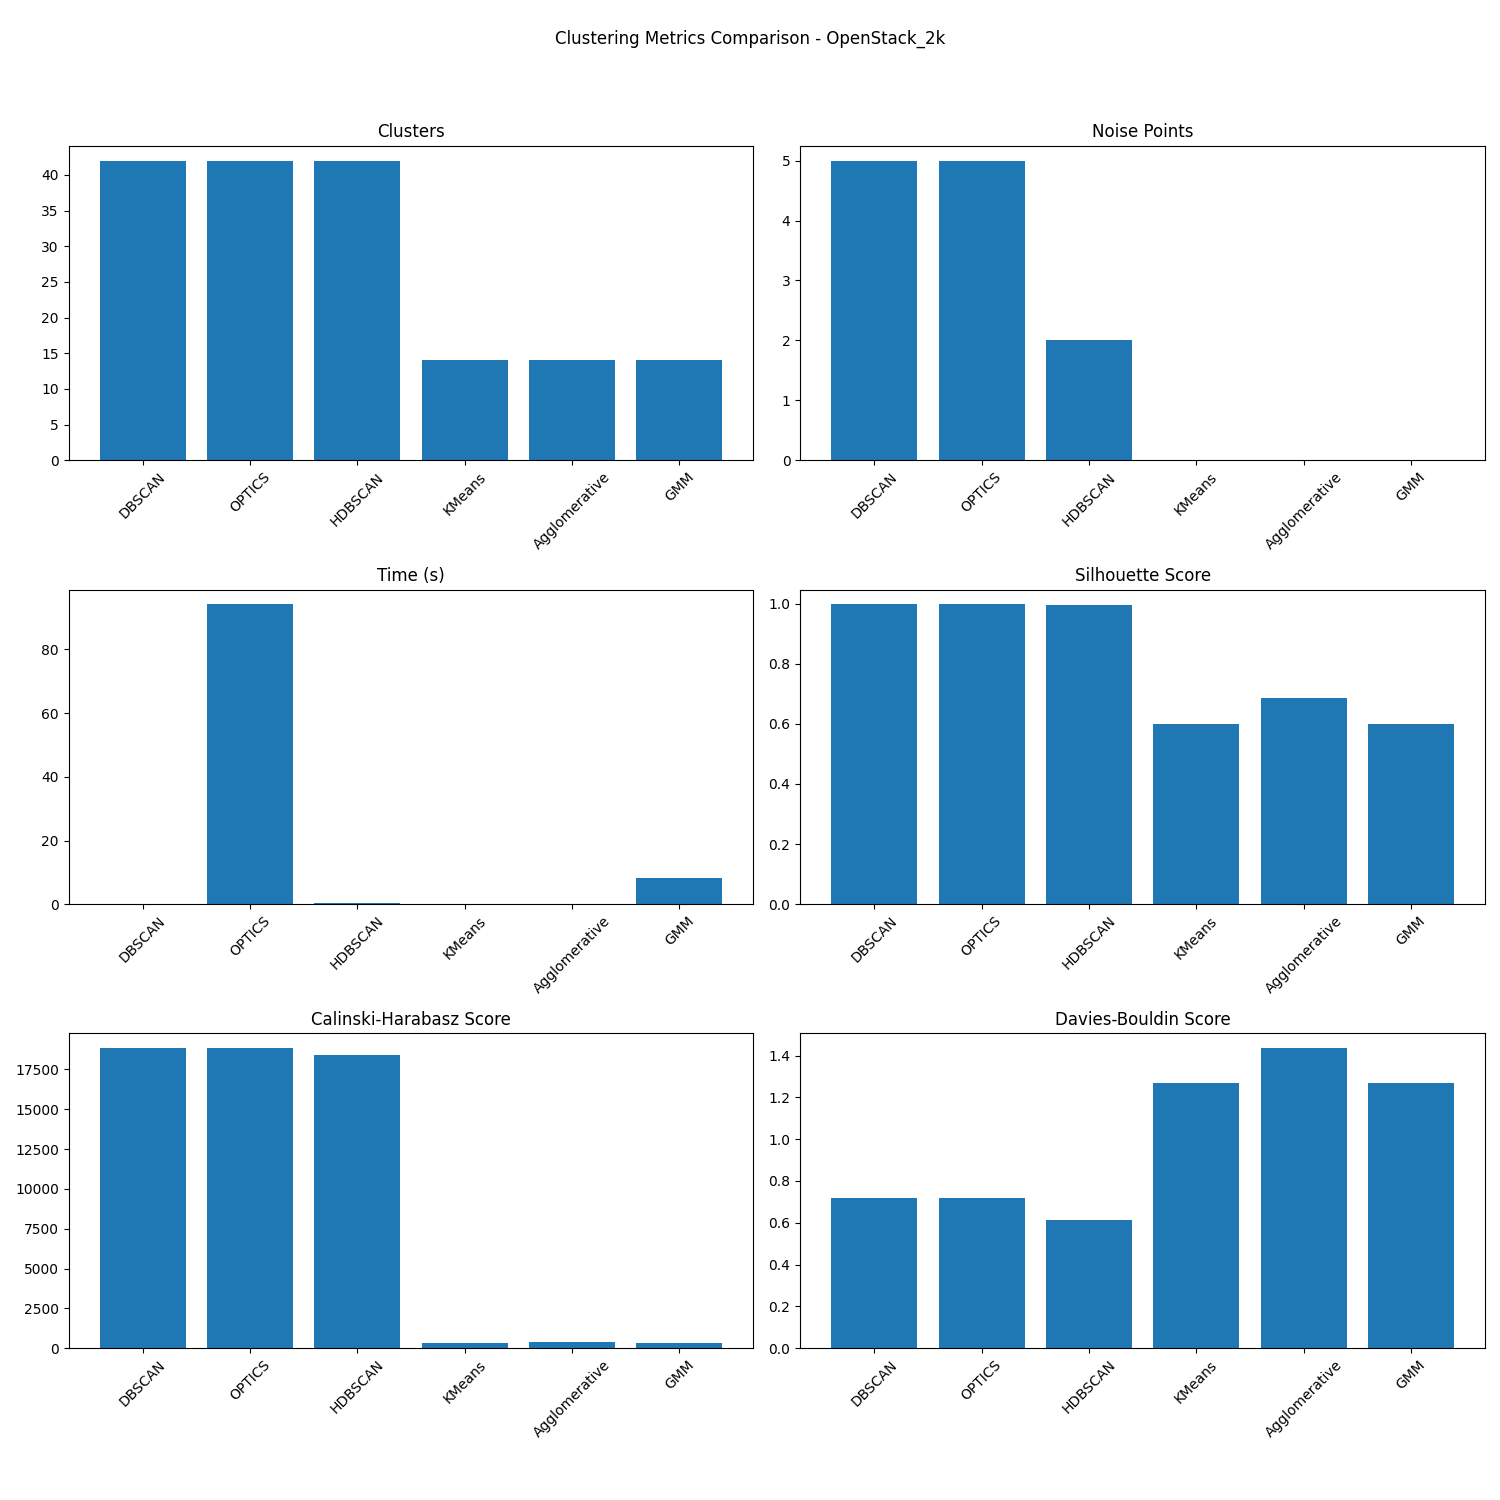 Clustering Metrics Comparison - OpenStack_2k
Clusters
40
35
30
25
20
15
10
5
0
DBSCAN
OPTICS
HDBSCAN
KMeans
Agglomerative
GMM
Noise Points
5
4
3
2
1
0
DBSCAN
OPTICS
HDBSCAN
KMeans
Agglomerative
GMM
Time (s)
80
60
40
20
0
DBSCAN
OPTICS
HDBSCAN
KMeans
Agglomerative
GMM
Silhouette Score
1.0
0.8
0.6
0.4
0.2
0.0
DBSCAN
OPTICS
HDBSCAN
KMeans
Agglomerative
GMM
Calinski-Harabasz Score
17500
15000
12500
10000
7500
5000
2500
0
DBSCAN
OPTICS
HDBSCAN
KMeans
Agglomerative
GMM
Davies-Bouldin Score
1.4
1.2
1.0
0.8
0.6
0.4
0.2
0.0
DBSCAN
OPTICS
HDBSCAN
KMeans
Agglomerative
GMM